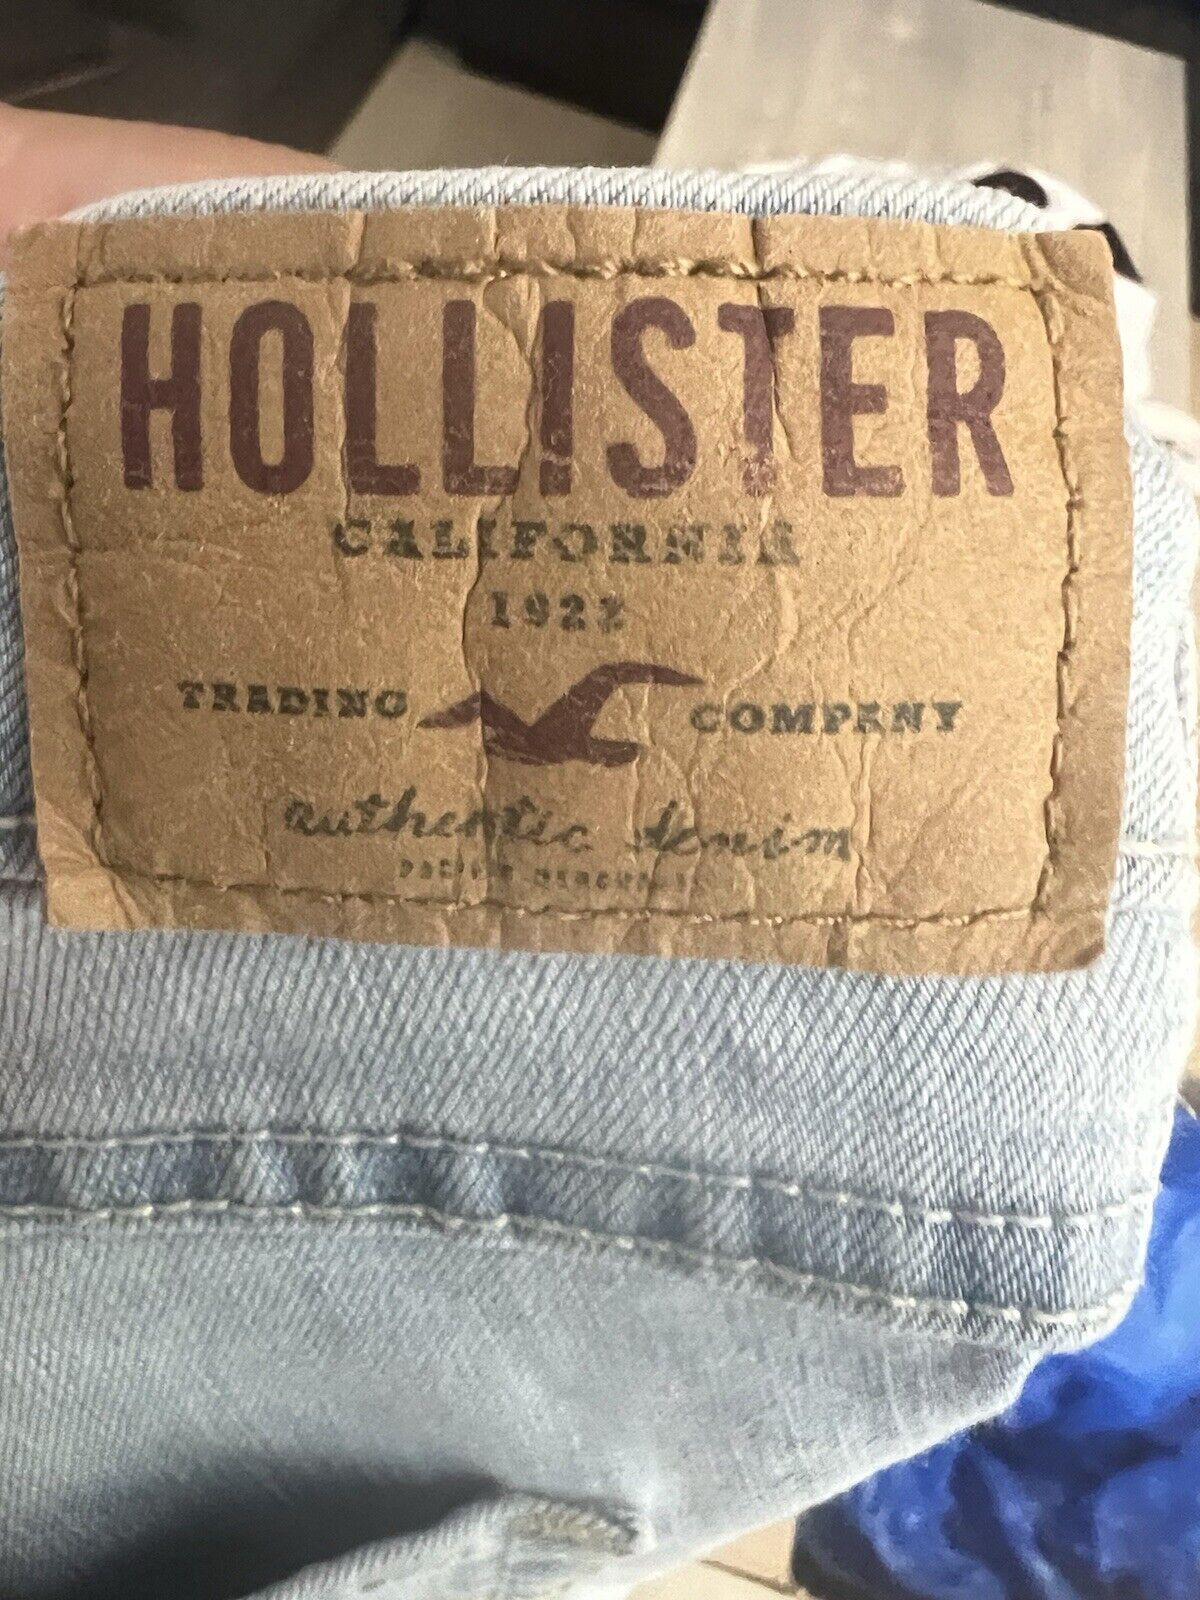 HOLLISTER
CALIFORNIA
1922
TRADING COMPANY
authentic denim